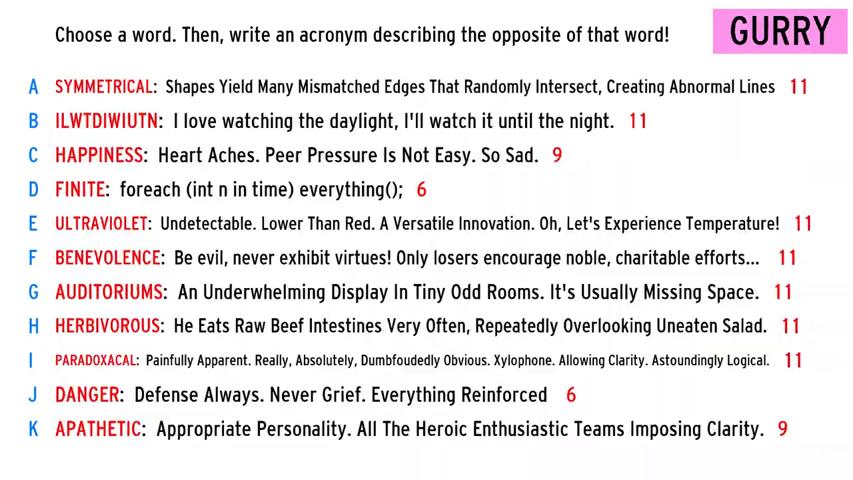 Choose a word. Then, write an acronym describing the opposite of that word!
GURRY
A SYMMETRICAL: Shapes Yield Many Mismatched Edges That Randomly Intersect, Creating Abnormal Lines 11
B ILWTDIWIUTN: I love watching the daylight, I'll watch it until the night. 11
C HAPPINESS: Heart Aches. Peer Pressure Is Not Easy. So Sad. 9
D FINITE: foreach (int n in time) everything(); 6
E ULTRAVIOLET: Undetectable. Lower Than Red. A Versatile Innovation. Oh, Let's Experience Temperature! 11
F BENEVOLENCE: Be evil, never exhibit virtues! Only losers encourage noble, charitable efforts... 11
G AUDITORIUMS: An Underwhelming Display In Tiny Odd Rooms. It's Usually Missing Space. 11
H HERBIVOROUS: He Eats Raw Beef Intestines Very Often, Repeatedly Overlooking Uneaten Salad. 11
I PARADOXACAL: Painfully Apparent. Really, Absolutely, Dumbfoudedly Obvious. Xylophone. Allowing Clarity. Astoundingly Logical. 11
J DANGER: Defense Always. Never Grief. Everything Reinforced 6
K APATHETIC: Appropriate Personality. All The Heroic Enthusiastic Teams Imposing Clarity. 9